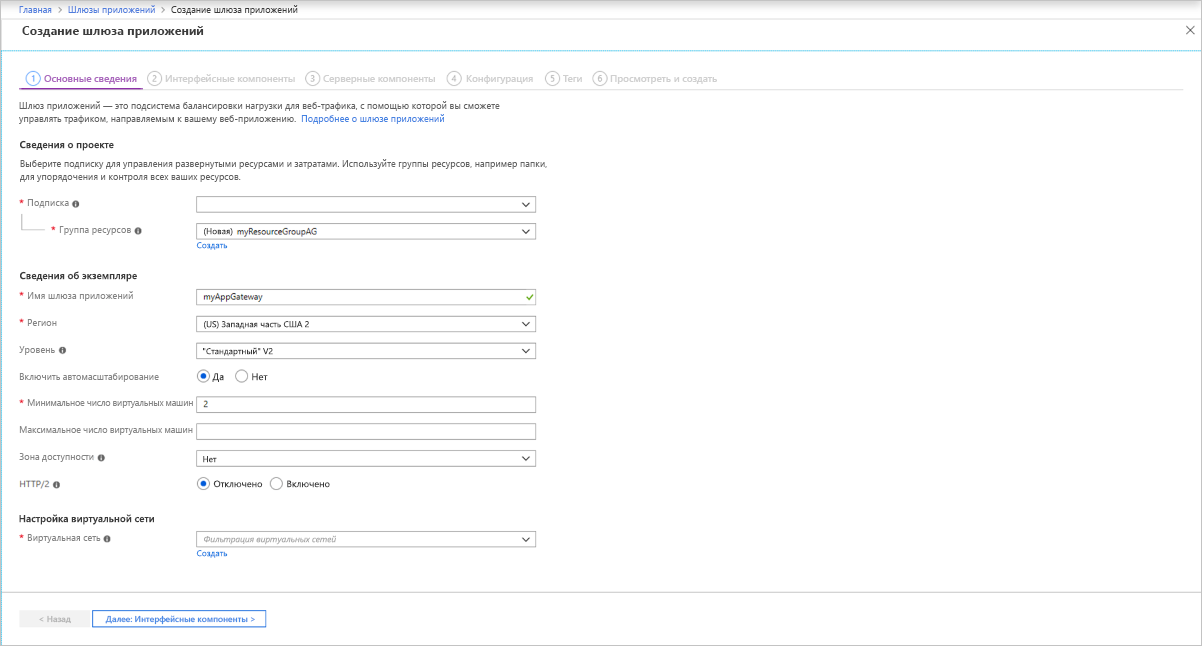 Главная > Шлюзы приложений > Создание шлюза приложений
Создание шлюза приложений
1 Основные сведения 2 Интерфейсные компоненты 3 Серверные компоненты 4 Конфигурация 5 Теги 6 Просмотреть и создать
Шлюз приложений — это подсистема балансировки нагрузки для веб-трафика, с помощью которой вы сможете
управлять трафиком, направляемым к вашему веб-приложению. Подробнее о шлюзе приложений
Сведения о проекте
Выберите подписку для управления развернутыми ресурсами и затратами. Используйте группы ресурсов, например папки,
для упорядочения и контроля всех ваших ресурсов.
* Подписка
* Группа ресурсов (Новая) myResourceGroupAG
Создать
Сведения об экземпляре
* Имя шлюза приложений myAppGateway
* Регион (US) Западная часть США 2
Уровень "Стандартный" V2
Включить автомасштабирование Да Нет
* Минимальное число виртуальных машин 2
Максимальное число виртуальных машин
Зона доступности Нет
HTTP/2 Отключено Включено
Настройка виртуальной сети
* Виртуальная сеть Фильтрация виртуальных сетей
Создать
< Назад Далее: Интерфейсные компоненты >